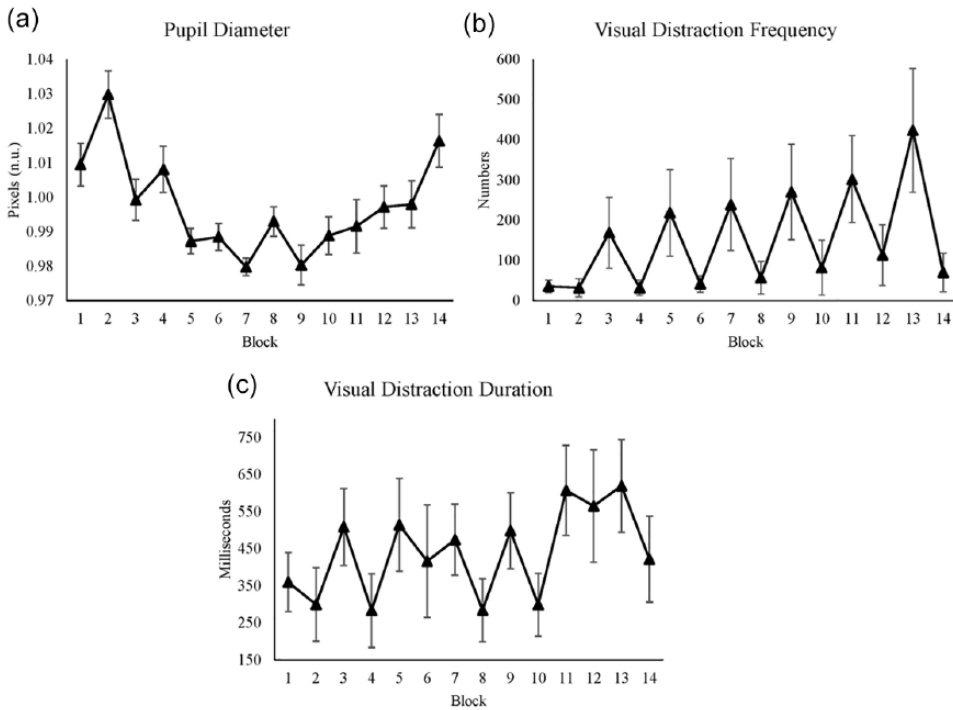 (a)
Pupil Diameter
1.04
1.03
1.02
1.01
1.00
0.99
0.98
0.97
Pixels (n.u.)
1 2 3 4 5 6 7 8 9 10 11 12 13 14
Block
(b)
Visual Distraction Frequency
600
500
400
300
200
100
0
Numbers
1 2 3 4 5 6 7 8 9 10 11 12 13 14
Block
(c)
Visual Distraction Duration
750
650
550
450
350
250
150
Milliseconds
1 2 3 4 5 6 7 8 9 10 11 12 13 14
Block